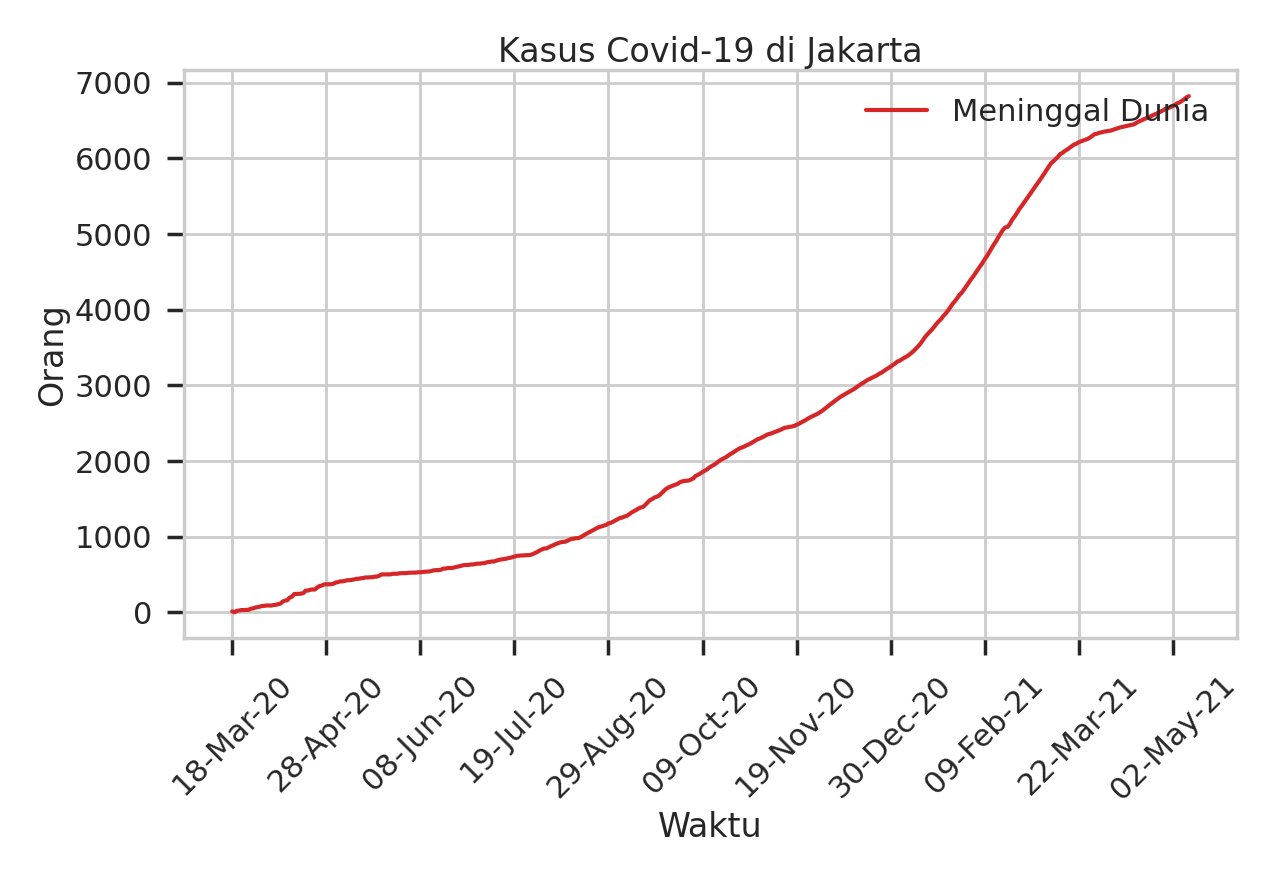 Kasus Covid-19 di Jakarta
Meninggal Dunia
Orang
7000
6000
5000
4000
3000
2000
1000
0
18-Mar-20
28-Apr-20
08-Jun-20
19-Jul-20
29-Aug-20
09-Oct-20
19-Nov-20
30-Dec-20
09-Feb-21
22-Mar-21
02-May-21
Waktu